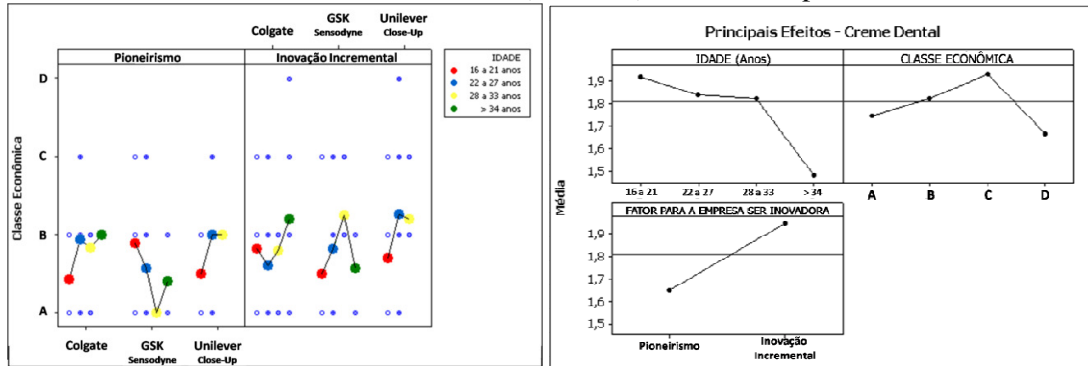 Colgate
GSK
Sensodyne
Unilever
Close-Up
Pioneirismo
Inovação Incremental
IDADE
16 a 21 anos
22 a 27 anos
28 a 33 anos
> 34 anos
Classe Econômica
D
C
B
A
Colgate
GSK
Sensodyne
Unilever
Close-Up
Principais Efeitos - Creme Dental
IDADE (Anos)
CLASSE ECONÔMICA
Média
1,9
1,8
1,7
1,6
1,5
16 a 21
22 a 27
28 a 33
> 34
A
B
C
D
FATOR PARA A EMPRESA SER INOVADORA
1,9
1,8
1,7
1,6
1,5
Pioneirismo
Inovação
Incremental